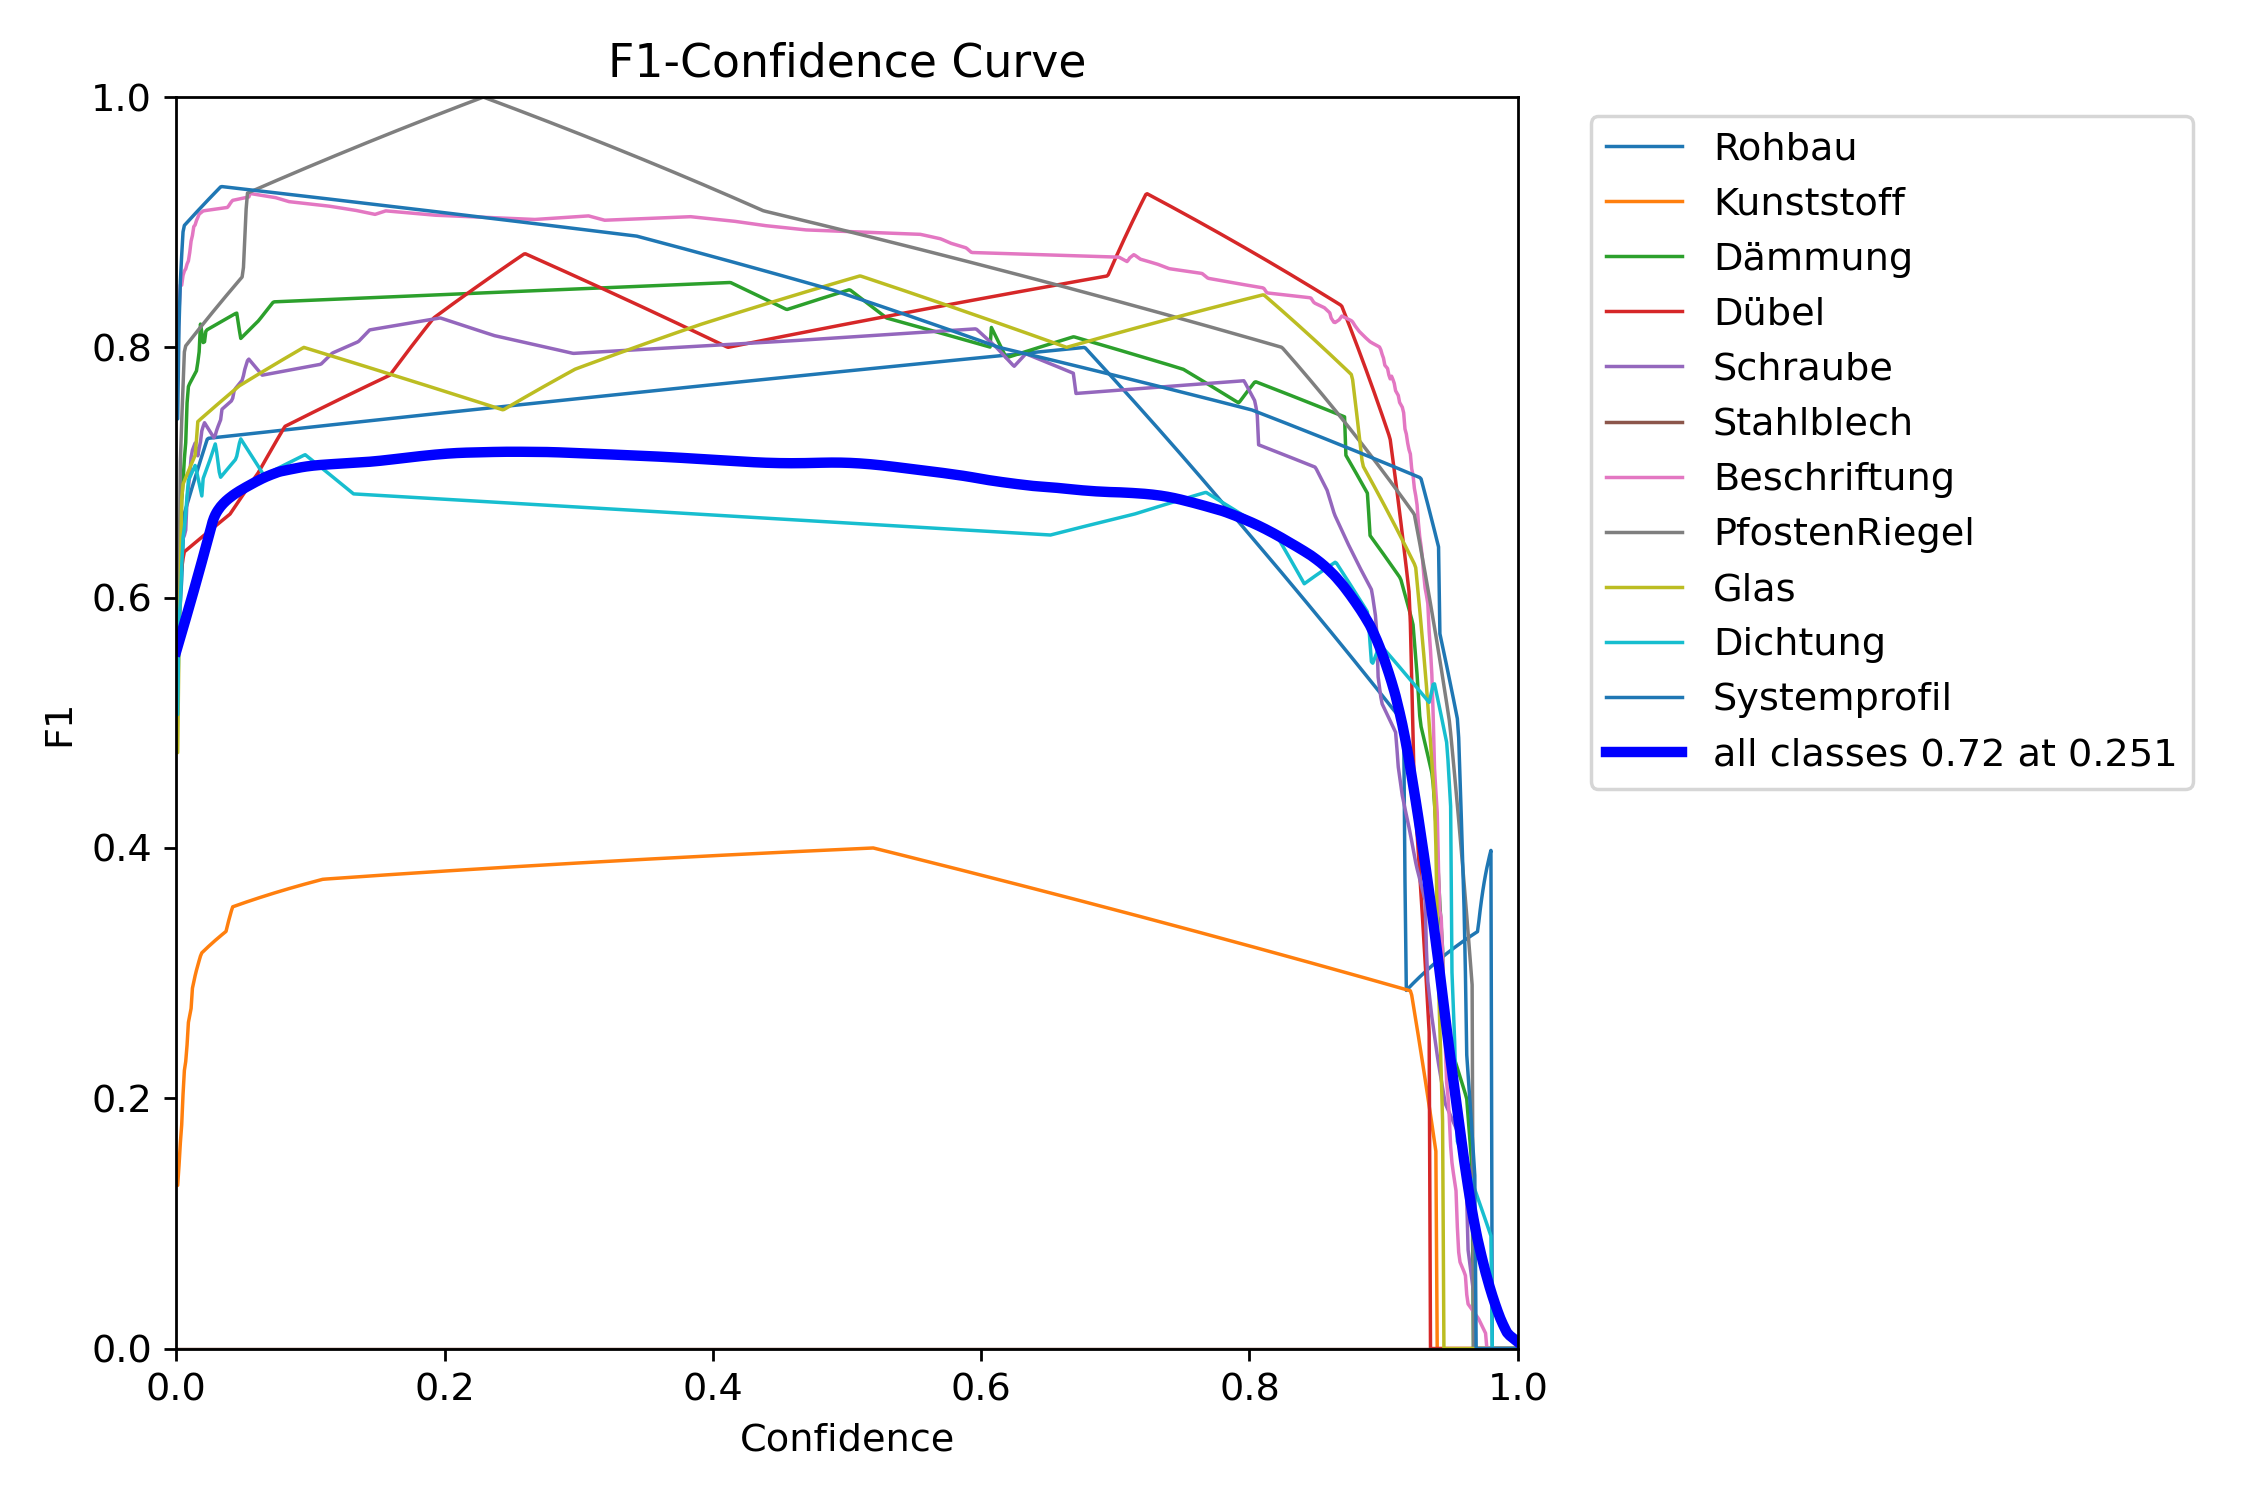 F1-Confidence Curve
1.0
0.8
0.6
0.4
0.2
0.0
F1
0.0 0.2 0.4 0.6 0.8 1.0
Confidence
Rohbau
Kunststoff
Dämmung
Dübel
Schraube
Stahlblech
Beschriftung
PfostenRiegel
Glas
Dichtung
Systemprofil
all classes 0.72 at 0.251